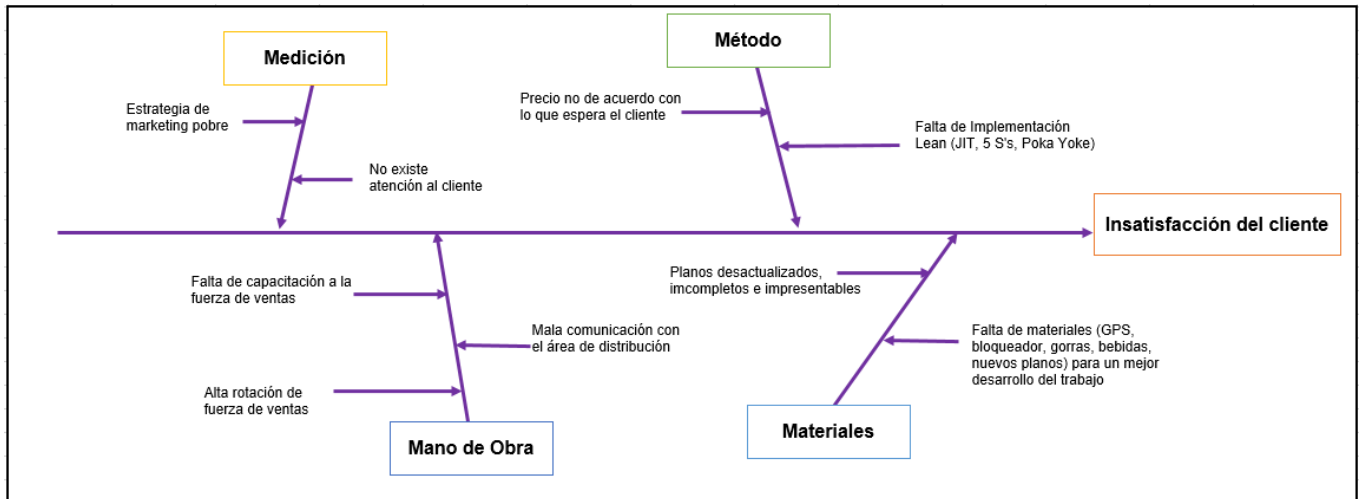 Medición
Método
Estrategia de
marketing pobre
Precio no de acuerdo con
lo que espera el cliente
Falta de Implementación
Lean (JIT, 5 S's, Poka Yoke)
No existe
atención al cliente
Insatisfacción del cliente
Falta de capacitación a la
fuerza de ventas
Planos desactualizados,
imcompletos e impresentables
Mala comunicación con
el área de distribución
Falta de materiales (GPS,
bloqueador, gorras, bebidas,
nuevos planos) para un mejor
desarrollo del trabajo
Alta rotación de
fuerza de ventas
Mano de Obra
Materiales